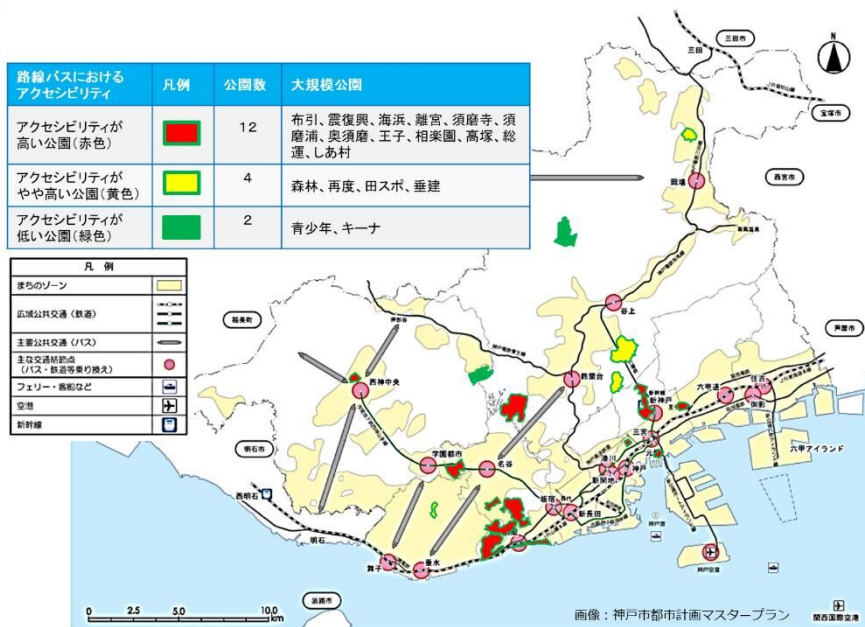 路線バスにおける
アクセシビリティ
凡例
公園数
大規模公園
アクセシビリティが
高い公園(赤色)
12
布引、震復興、海浜、離宮、須磨寺、須
磨浦、奥須磨、王子、相楽園、高塚、総
運、しあ村
アクセシビリティが
やや高い公園(黄色)
4
森林、再度、田スポ、垂建
アクセシビリティが
低い公園(緑色)
2
青少年、キーナ
凡 例
まちのゾーン
広域公共交通(鉄道)
主要公共交通(バス)
主な交通結節点
(バス・鉄道等乗り換え)
フェリー・客船など
空港
新幹線
N
三田市
三田
宝塚市
西宮市
岡場
谷上
稲美町
芦屋市
鈴蘭台
西神中央
新神戸
六甲道
住吉
御影
三宮
六甲アイランド
明石市
学園都市
名谷
湊川
新開地
神戸
板宿
新長田
西明石
明石
舞子
垂水
神戸港
神戸空港
淡路市
0 2.5 5.0 10.0
km
画像:神戸市都市計画マスタープラン
関西国際空港